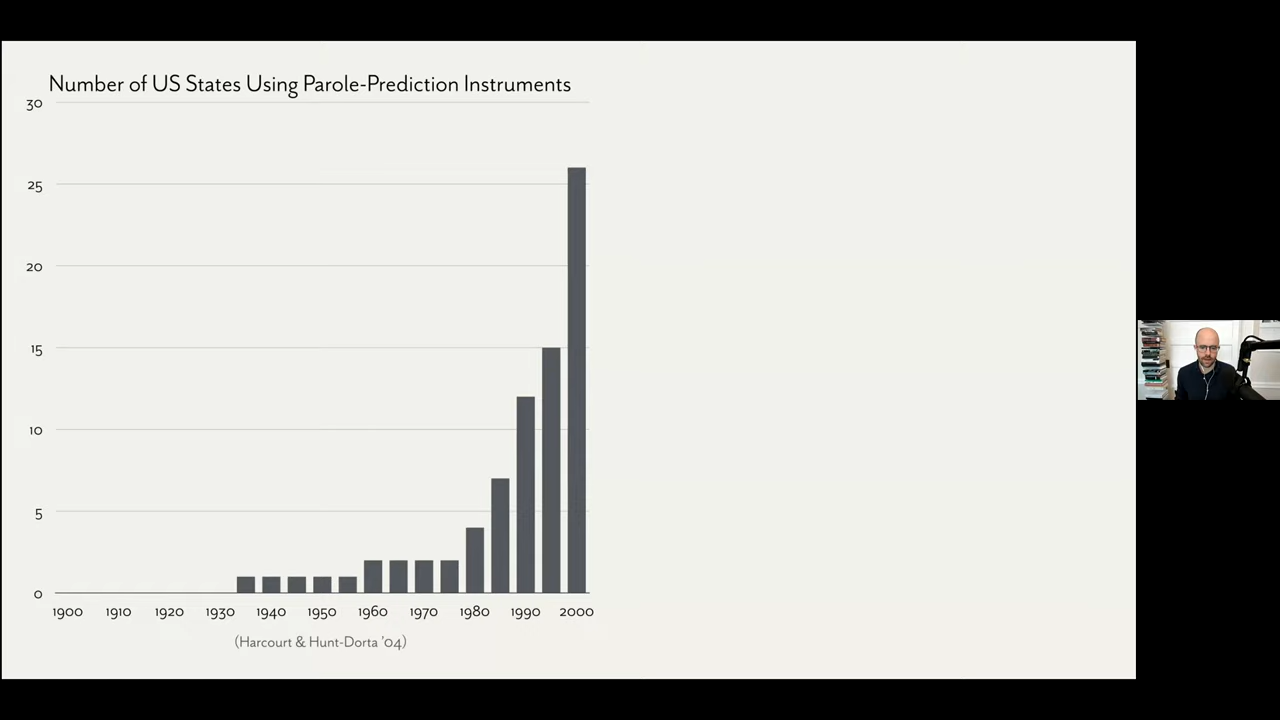 Number of US States Using Parole-Prediction Instruments
30
25
20
15
10
5
0
1900 1910 1920 1930 1940 1950 1960 1970 1980 1990 2000
(Harcourt & Hunt-Dorta ’04)